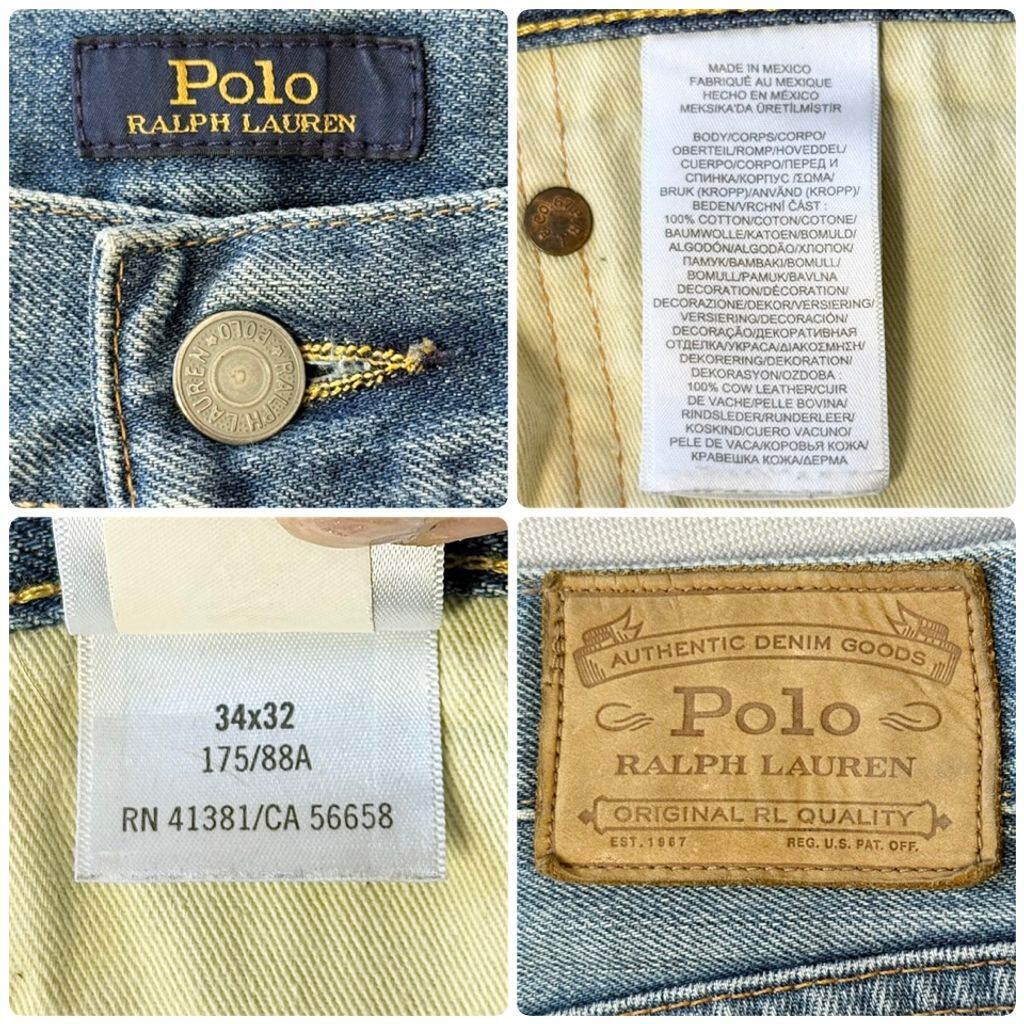 Polo
RALPH LAUREN
RALPH LAUREN ★ POLO ★
MADE IN MEXICO
FABRIQUÉ AU MEXIQUE
HECHO EN MÉXICO
MEKSIKA'DA ÜRETİLMİŞTİR
BODY/CORPS/CORPO/
OBERTEIL/ROMP/HOVEDDEL/
CUERPO/CORPO/ПЕРЕД И
СПИНКА/КОРПУС /ΣΩΜΑ/
BRUK (KROPP)/ANVÄND (KROPP)/
BEDEN/VRCHNÍ ČÁST :
100% COTTON/COTON/COTONE/
BAUMWOLLE/KATOEN/BOMULD/
ALGODÓN/ALGODÃO/ХЛОПОК/
ПАМУК/ΒΑΜΒΑΚΙ/BOMULL/
BOMULL/PAMUK/BAVLNA
DECORATION/DÉCORATION/
DECORAZIONE/DEKOR/VERSIERING/
VERSIERING/DECORACIÓN/
DECORAÇÃO/ДЕКОРАТИВНАЯ
ОТДЕЛКА/УКРАСА/ΔΙΑΚΟΣΜΗΣΗ/
DEKORERING/DEKORATION/
DEKORASYON/OZDOBA :
100% COW LEATHER/CUIR
DE VACHE/PELLE BOVINA/
RINDSLEDER/RUNDERLEER/
KOSKIND/CUERO VACUNO/
PELE DE VACA/КОРОВЬЯ КОЖА/
КРАВЕШКА КОЖА/ΔΕΡΜΑ
34x32
175/88A
RN 41381/CA 56658
AUTHENTIC DENIM GOODS
Polo
RALPH LAUREN
ORIGINAL RL QUALITY
EST. 1967 REG. U.S. PAT. OFF.